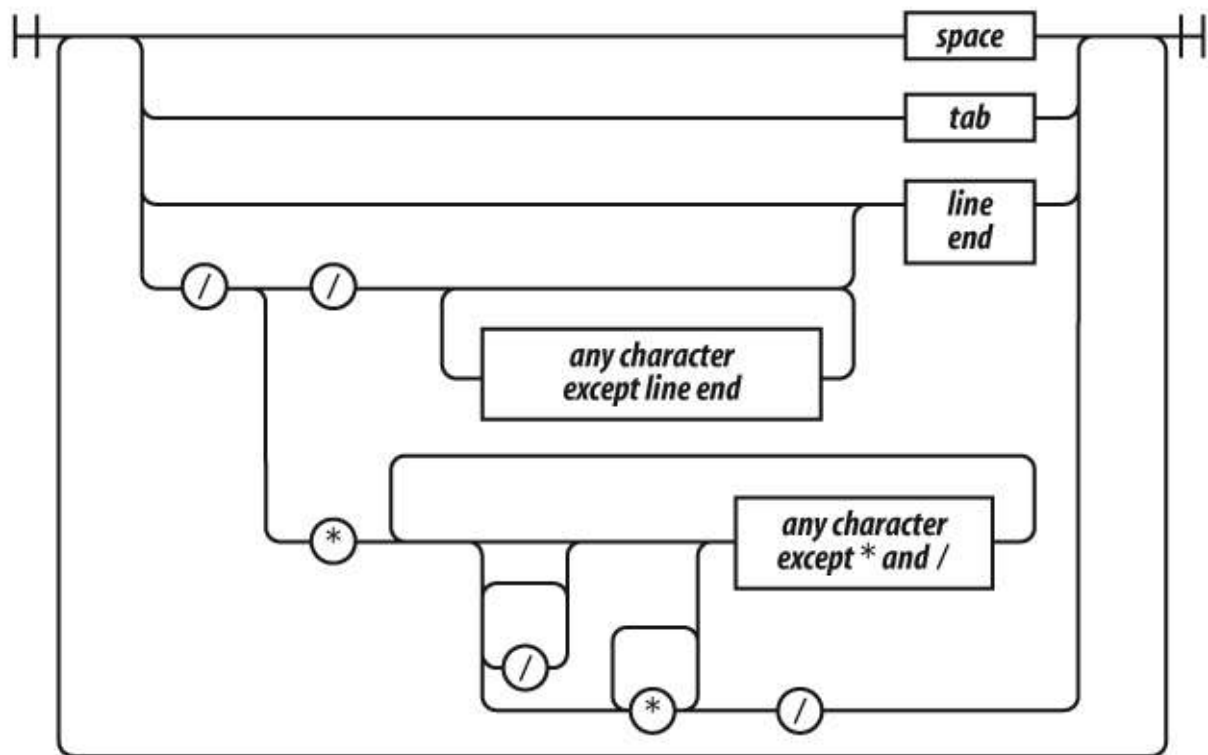 space
tab
line
end
/ /
any character
except line end
*
any character
except * and /
/
* /